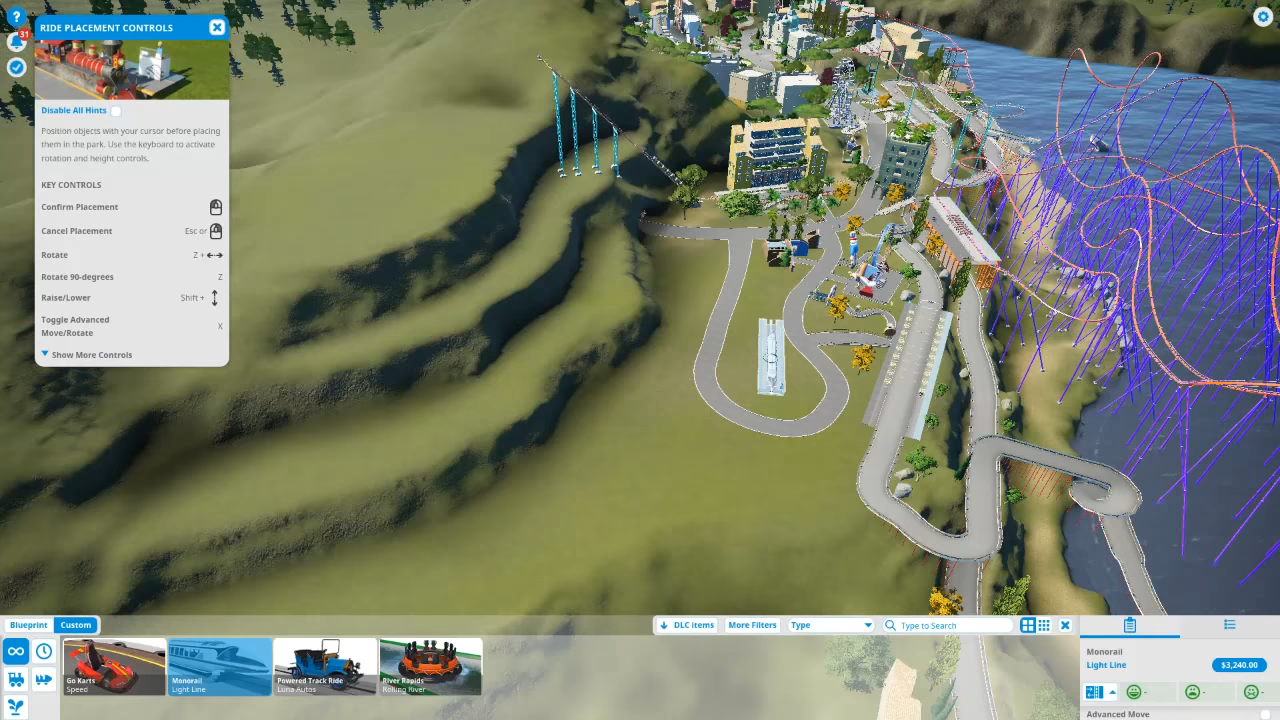 ?
31
RIDE PLACEMENT CONTROLS
Disable All Hints
Position objects with your cursor before placing
them in the park. Use the keyboard to activate
rotation and height controls.
KEY CONTROLS
Confirm Placement
Cancel Placement Esc or
Rotate Z +
Rotate 90-degrees Z
Raise/Lower Shift +
Toggle Advanced
Move/Rotate X
Show More Controls
Blueprint Custom
DLC items More Filters Type Type to Search
Go Karts
Speed
Monorail
Light Line
Powered Track Ride
Luna Autos
River Rapids
Rolling River
Monorail
Light Line $3,240.00
- - -
Advanced Move